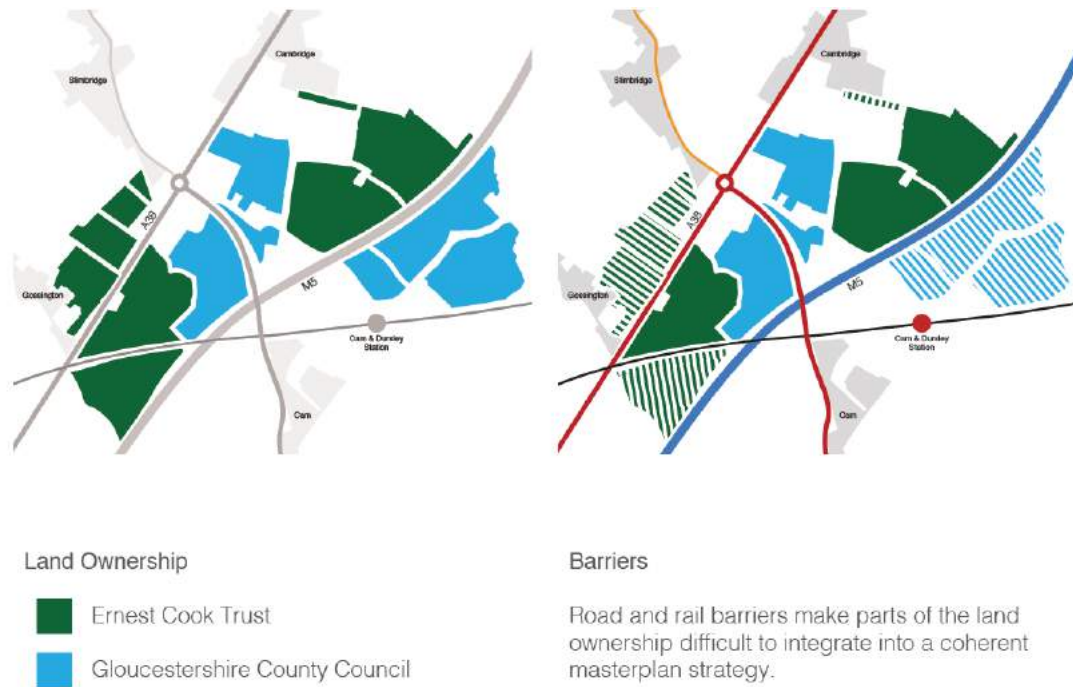 Cambridge
Slimbridge
A38
Gossington
M5
Cam & Dursley
Station
Cam
Cambridge
Slimbridge
A38
Gossington
M5
Cam & Dursley
Station
Cam
Land Ownership
Ernest Cook Trust
Gloucestershire County Council
Barriers
Road and rail barriers make parts of the land
ownership difficult to integrate into a coherent
masterplan strategy.